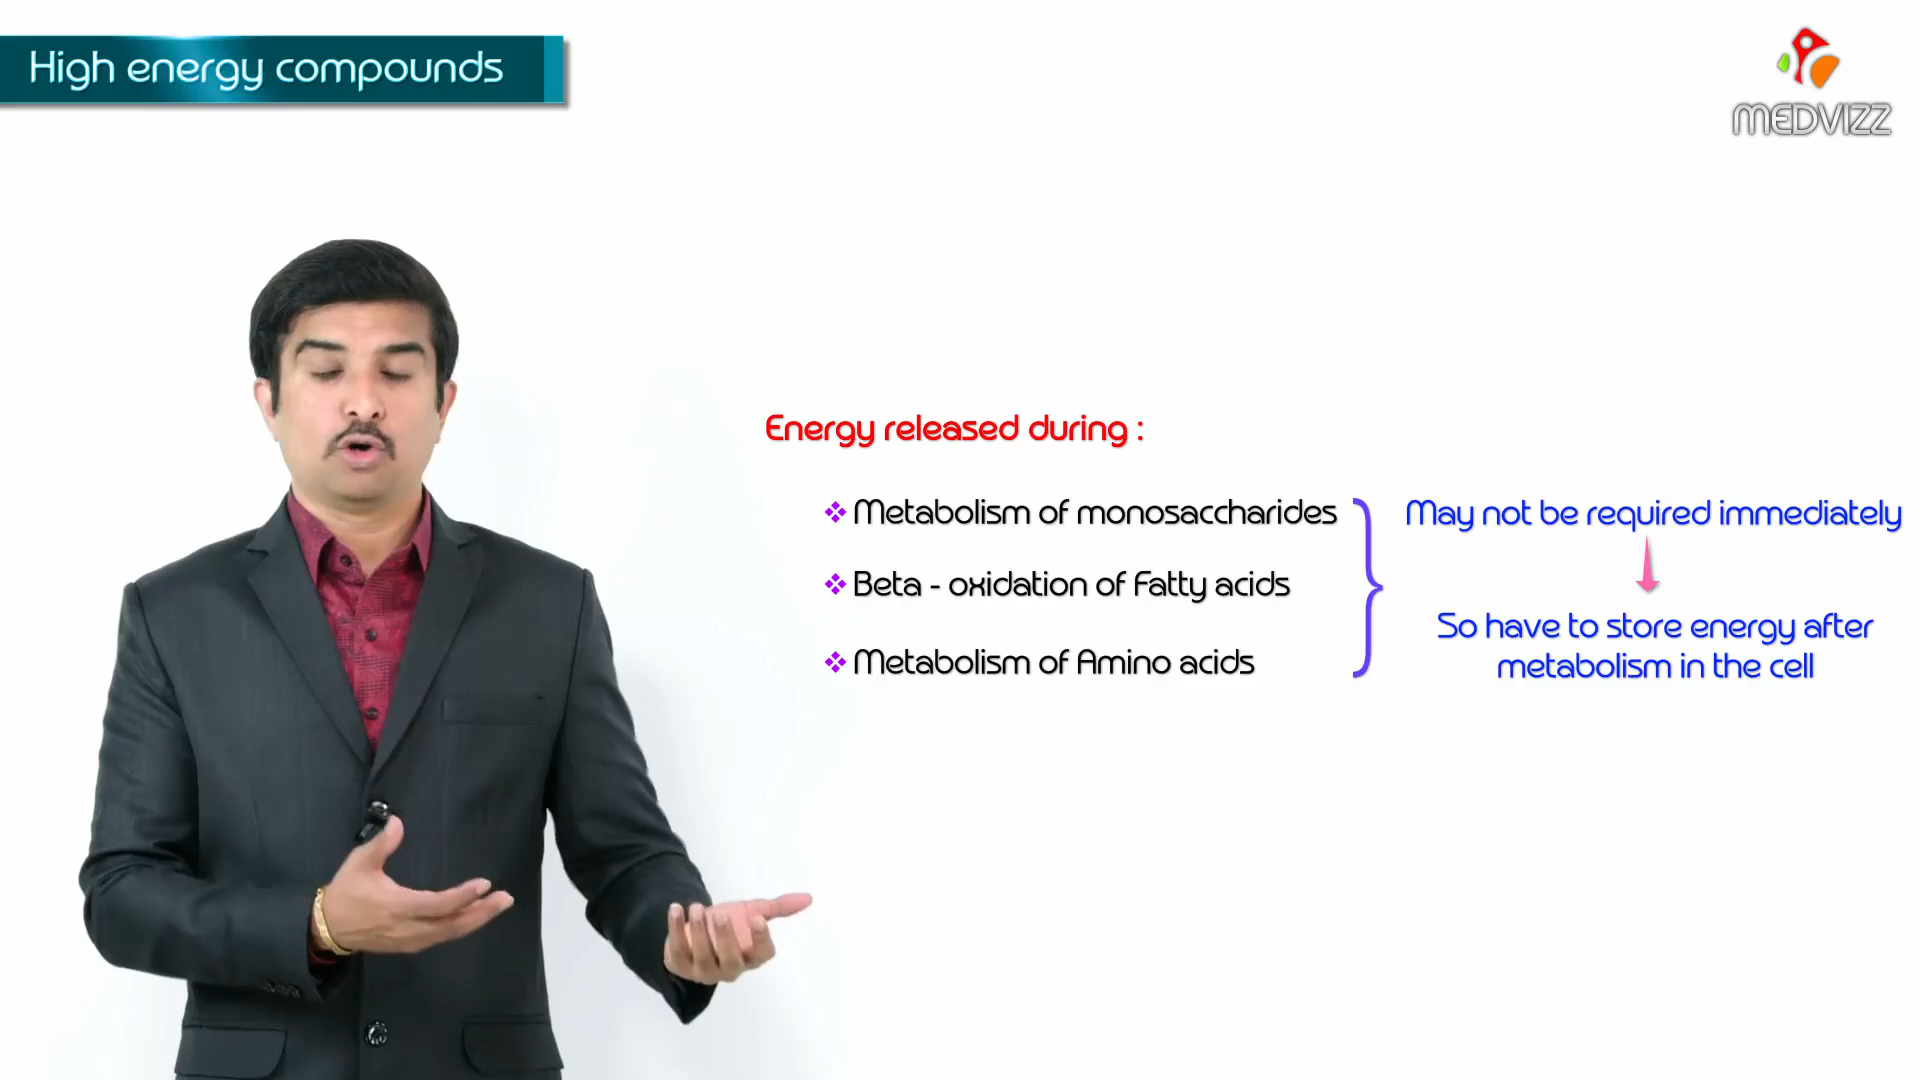 High energy compounds
MEDVIZZ
Energy released during :
❖ Metabolism of monosaccharides
❖ Beta - oxidation of Fatty acids
❖ Metabolism of Amino acids
May not be required immediately
So have to store energy after
metabolism in the cell